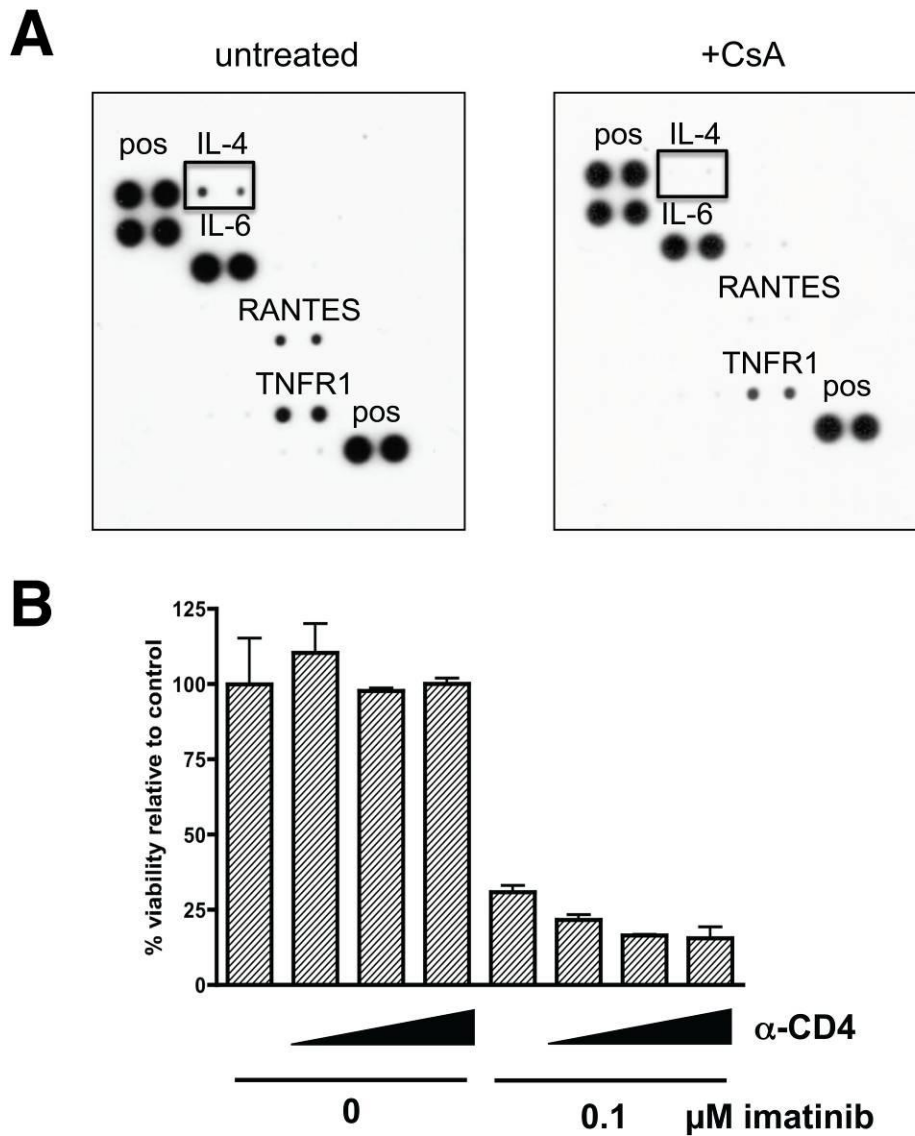 A
untreated
+CsA
pos IL-4
IL-6
RANTES
TNFR1
pos
pos IL-4
IL-6
RANTES
TNFR1
pos
B
% viability relative to control
125
100
75
50
25
0
α-CD4
0 0.1 µM imatinib